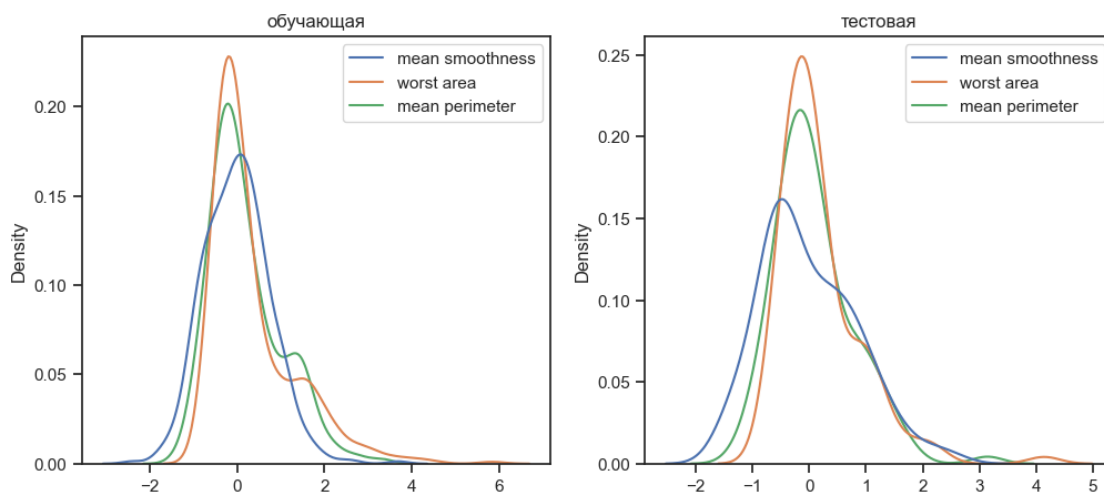 обучающая
mean smoothness
worst area
mean perimeter
Density
0.20
0.15
0.10
0.05
0.00
−2
0
2
4
6
тестовая
mean smoothness
worst area
mean perimeter
Density
0.25
0.20
0.15
0.10
0.05
0.00
−2
−1
0
1
2
3
4
5